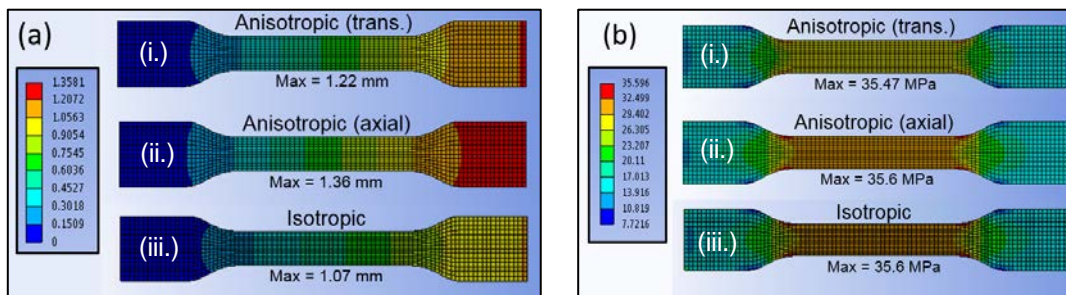 (a)
Anisotropic (trans.)
(i.)
Max = 1.22 mm
1.3581
1.2072
1.0563
0.9054
0.7545
0.6036
0.4527
0.3018
0.1509
0
Anisotropic (axial)
(ii.)
Max = 1.36 mm
Isotropic
(iii.)
Max = 1.07 mm
(b)
Anisotropic (trans.)
(i.)
Max = 35.47 MPa
35.596
32.499
29.402
26.305
23.207
20.11
17.013
13.916
10.819
7.7216
Anisotropic (axial)
(ii.)
Max = 35.6 MPa
Isotropic
(iii.)
Max = 35.6 MPa